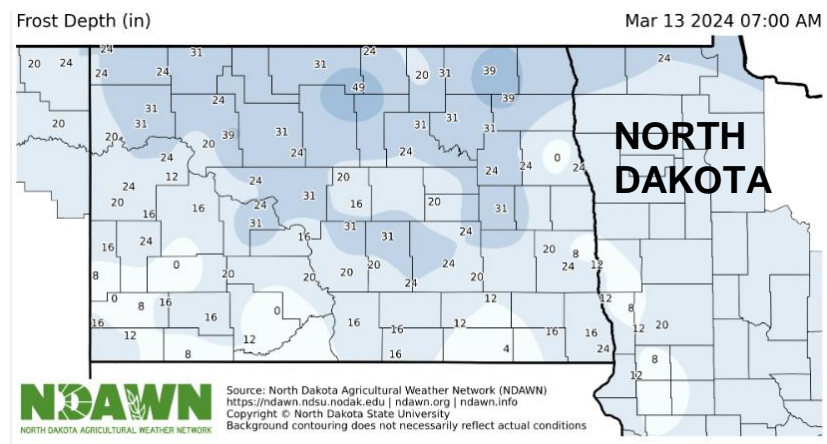 Frost Depth (in) Mar 13 2024 07:00 AM
24 31 24
20 24 24 24 31 20 31 39 24
49
24 39
20 31 31 20 39 31 31 31 31
20
24 24 24 0
12 24 20 24 24 24
24 31
20 16 16 24 16 20 31
31 31
16 24 16 31 24
20 8
0 20 24 24 12
8 20 20 20 24 20
0 8 16 0 12 12 8
16 16 16 16 12 16 16 12 20
12 12
8 16 4 24 8
12
NORTH
DAKOTA
NDAWN
NORTH DAKOTA AGRICULTURAL WEATHER NETWORK
Source: North Dakota Agricultural Weather Network (NDAWN)
https://ndawn.ndsu.nodak.edu | ndawn.org | ndawn.info
Copyright © North Dakota State University
Background contouring does not necessarily reflect actual conditions